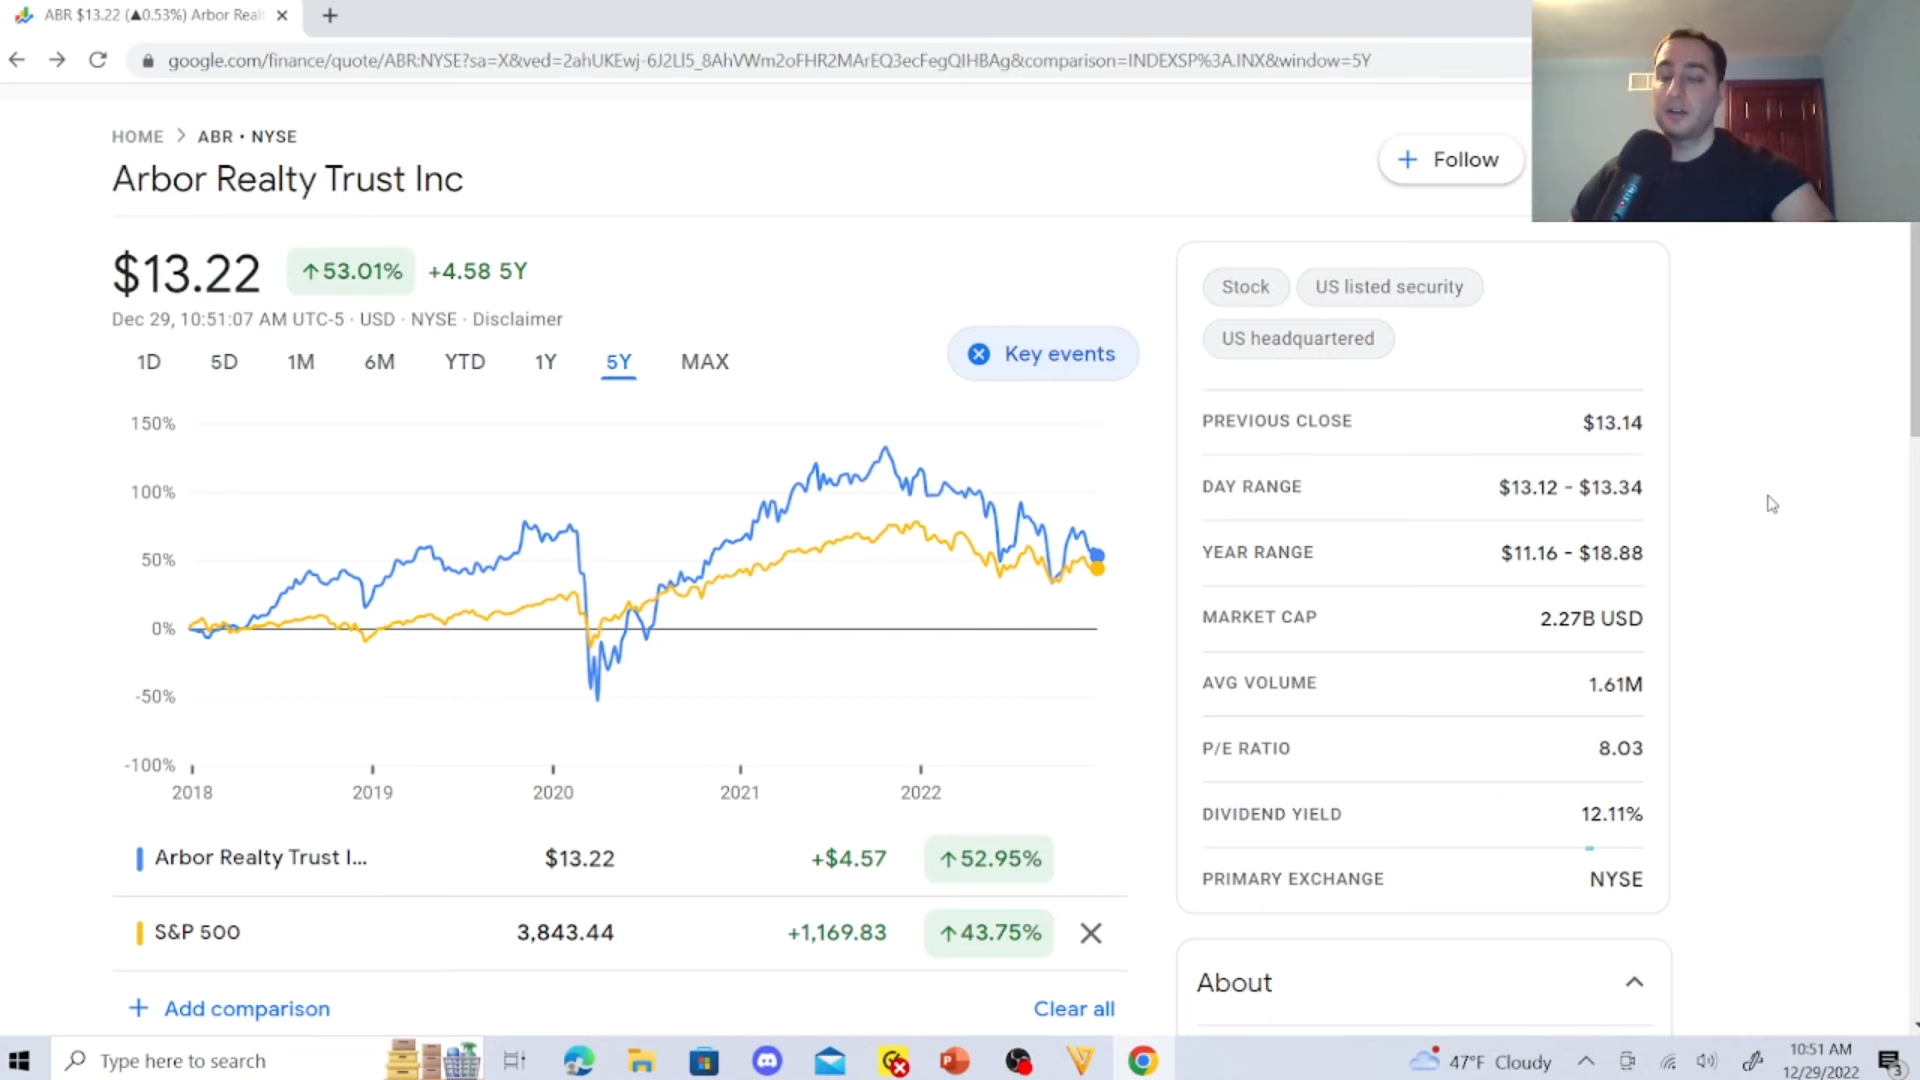 ABR $13.22 (▲0.53%) Arbor Real
google.com/finance/quote/ABR:NYSE?sa=X&ved=2ahUKEwj-6J2Ll5_8AhVWm2oFHR2MArEQ3ecFegQIHBAg&comparison=INDEXSP%3A.INX&window=5Y
HOME > ABR • NYSE
Arbor Realty Trust Inc
+ Follow
$13.22 ↑53.01% +4.58 5Y
Dec 29, 10:51:07 AM UTC-5 · USD · NYSE · Disclaimer
1D 5D 1M 6M YTD 1Y 5Y MAX
Key events
150%
100%
50%
0%
-50%
-100%
2018 2019 2020 2021 2022
Arbor Realty Trust I... $13.22 +$4.57 ↑52.95%
S&P 500 3,843.44 +1,169.83 ↑43.75%
+ Add comparison Clear all
Stock US listed security
US headquartered
PREVIOUS CLOSE $13.14
DAY RANGE $13.12 - $13.34
YEAR RANGE $11.16 - $18.88
MARKET CAP 2.27B USD
AVG VOLUME 1.61M
P/E RATIO 8.03
DIVIDEND YIELD 12.11%
PRIMARY EXCHANGE NYSE
About
Type here to search
47°F Cloudy
10:51 AM
12/29/2022
3